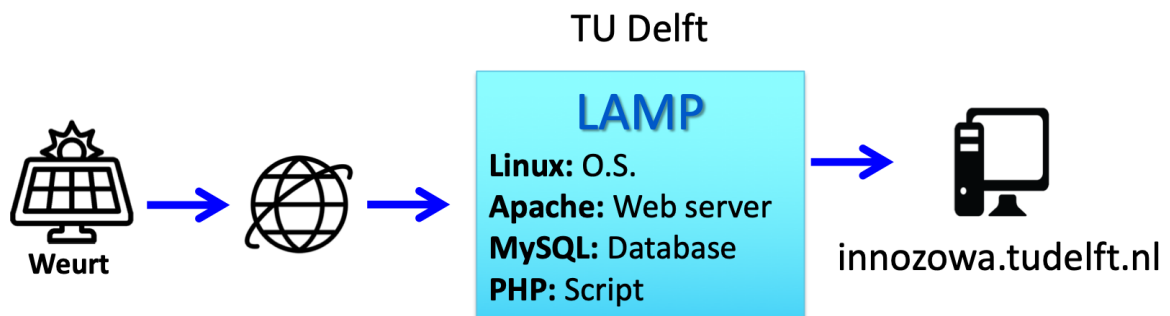 TU Delft
LAMP
Linux: O.S.
Apache: Web server
MySQL: Database
PHP: Script
Weurt
innozowa.tudelft.nl